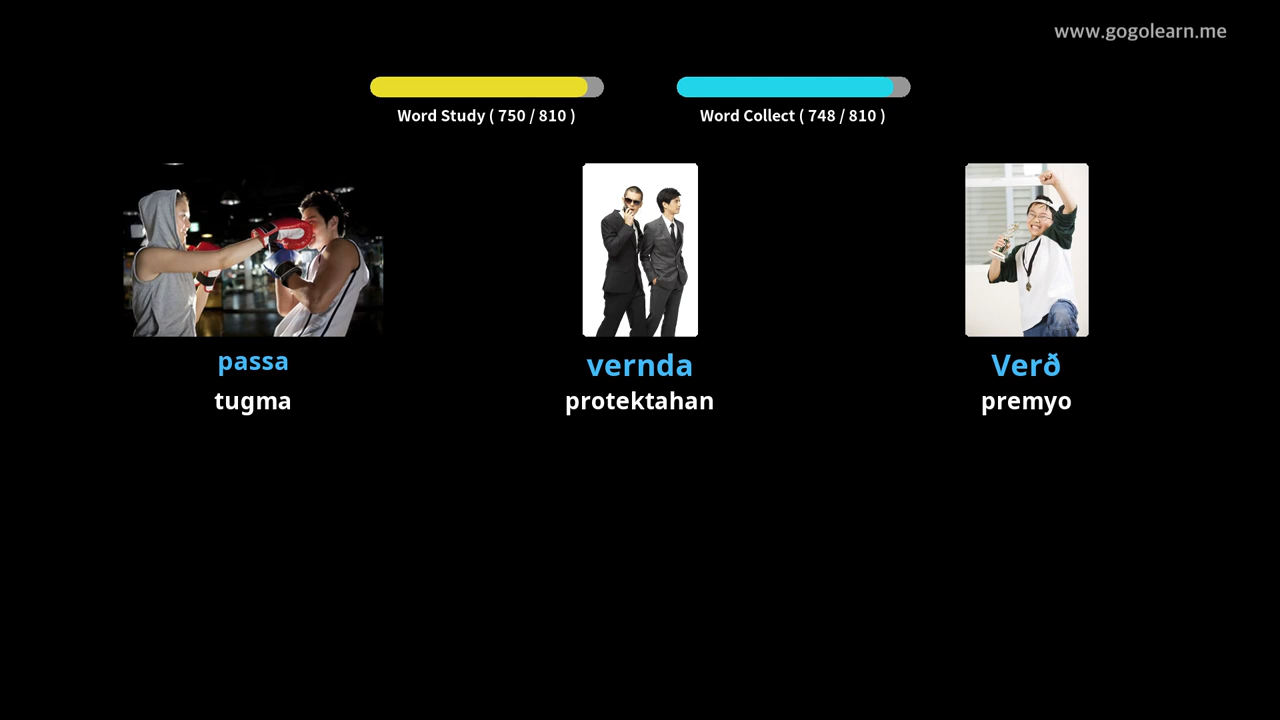 www.gogolearn.me
Word Study ( 750 / 810 )
Word Collect ( 748 / 810 )
passa
tugma
vernda
protektahan
Verð
premyo